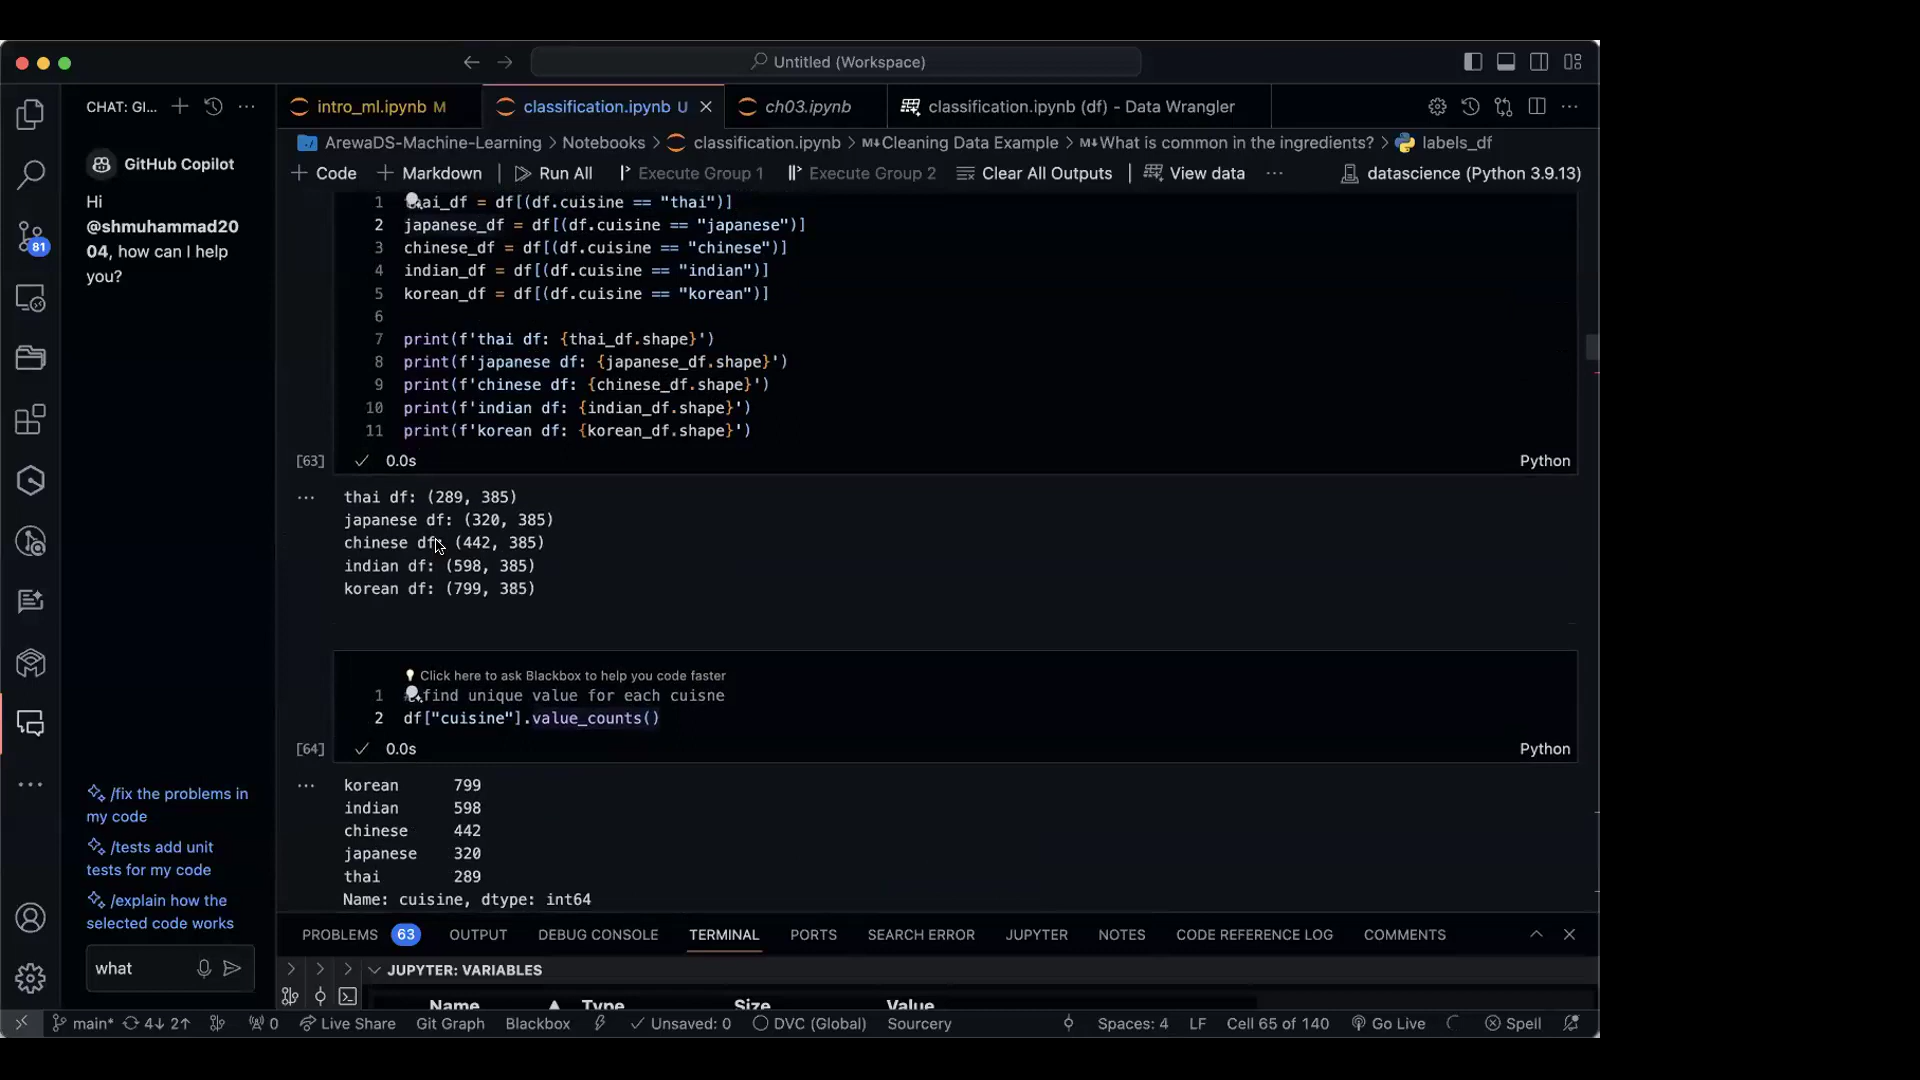 Untitled (Workspace)
CHAT: GI...
intro_ml.ipynb M
classification.ipynb U
ch03.ipynb
classification.ipynb (df) - Data Wrangler
ArewaDS-Machine-Learning > Notebooks > classification.ipynb > M↓Cleaning Data Example > M↓What is common in the ingredients? > labels_df
+ Code + Markdown Run All Execute Group 1 Execute Group 2 Clear All Outputs View data ... datascience (Python 3.9.13)
GitHub Copilot
Hi
@shmuhammad20
04, how can I help
you?
81
1 thai_df = df[(df.cuisine == "thai")]
2 japanese_df = df[(df.cuisine == "japanese")]
3 chinese_df = df[(df.cuisine == "chinese")]
4 indian_df = df[(df.cuisine == "indian")]
5 korean_df = df[(df.cuisine == "korean")]
6
7 print(f'thai df: {thai_df.shape}')
8 print(f'japanese df: {japanese_df.shape}')
9 print(f'chinese df: {chinese_df.shape}')
10 print(f'indian df: {indian_df.shape}')
11 print(f'korean df: {korean_df.shape}')
[63] 0.0s Python
thai df: (289, 385)
japanese df: (320, 385)
chinese df: (442, 385)
indian df: (598, 385)
korean df: (799, 385)
Click here to ask Blackbox to help you code faster
1 find unique value for each cuisne
2 df["cuisine"].value_counts()
[64] 0.0s Python
korean 799
indian 598
chinese 442
japanese 320
thai 289
Name: cuisine, dtype: int64
/fix the problems in
my code
/tests add unit
tests for my code
/explain how the
selected code works
what
PROBLEMS 63 OUTPUT DEBUG CONSOLE TERMINAL PORTS SEARCH ERROR JUPYTER NOTES CODE REFERENCE LOG COMMENTS
JUPYTER: VARIABLES
Name Type Size Value
main* 4↓ 2↑ 0 Live Share Git Graph Blackbox Unsaved: 0 DVC (Global) Sourcery Spaces: 4 LF Cell 65 of 140 Go Live Spell